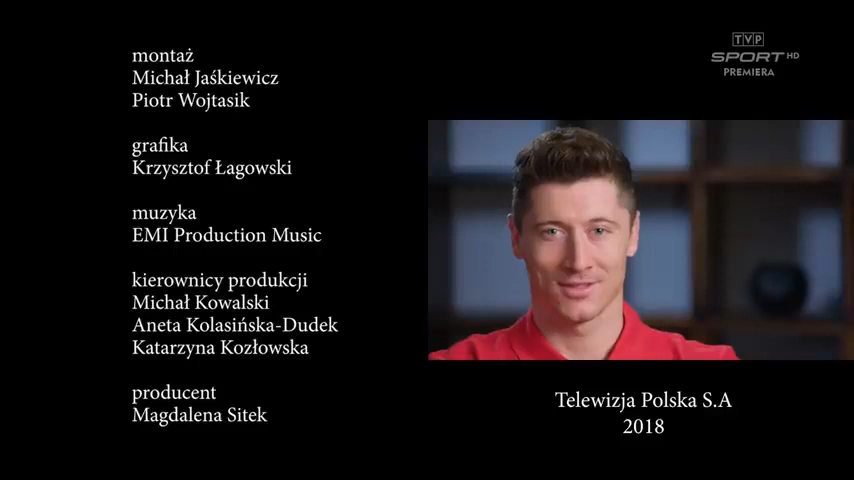 montaż
Michał Jaśkiewicz
Piotr Wojtasik
grafika
Krzysztof Łagowski
muzyka
EMI Production Music
kierownicy produkcji
Michał Kowalski
Aneta Kolasińska-Dudek
Katarzyna Kozłowska
producent
Magdalena Sitek
TVP
SPORT HD
PREMIERA
Telewizja Polska S.A
2018